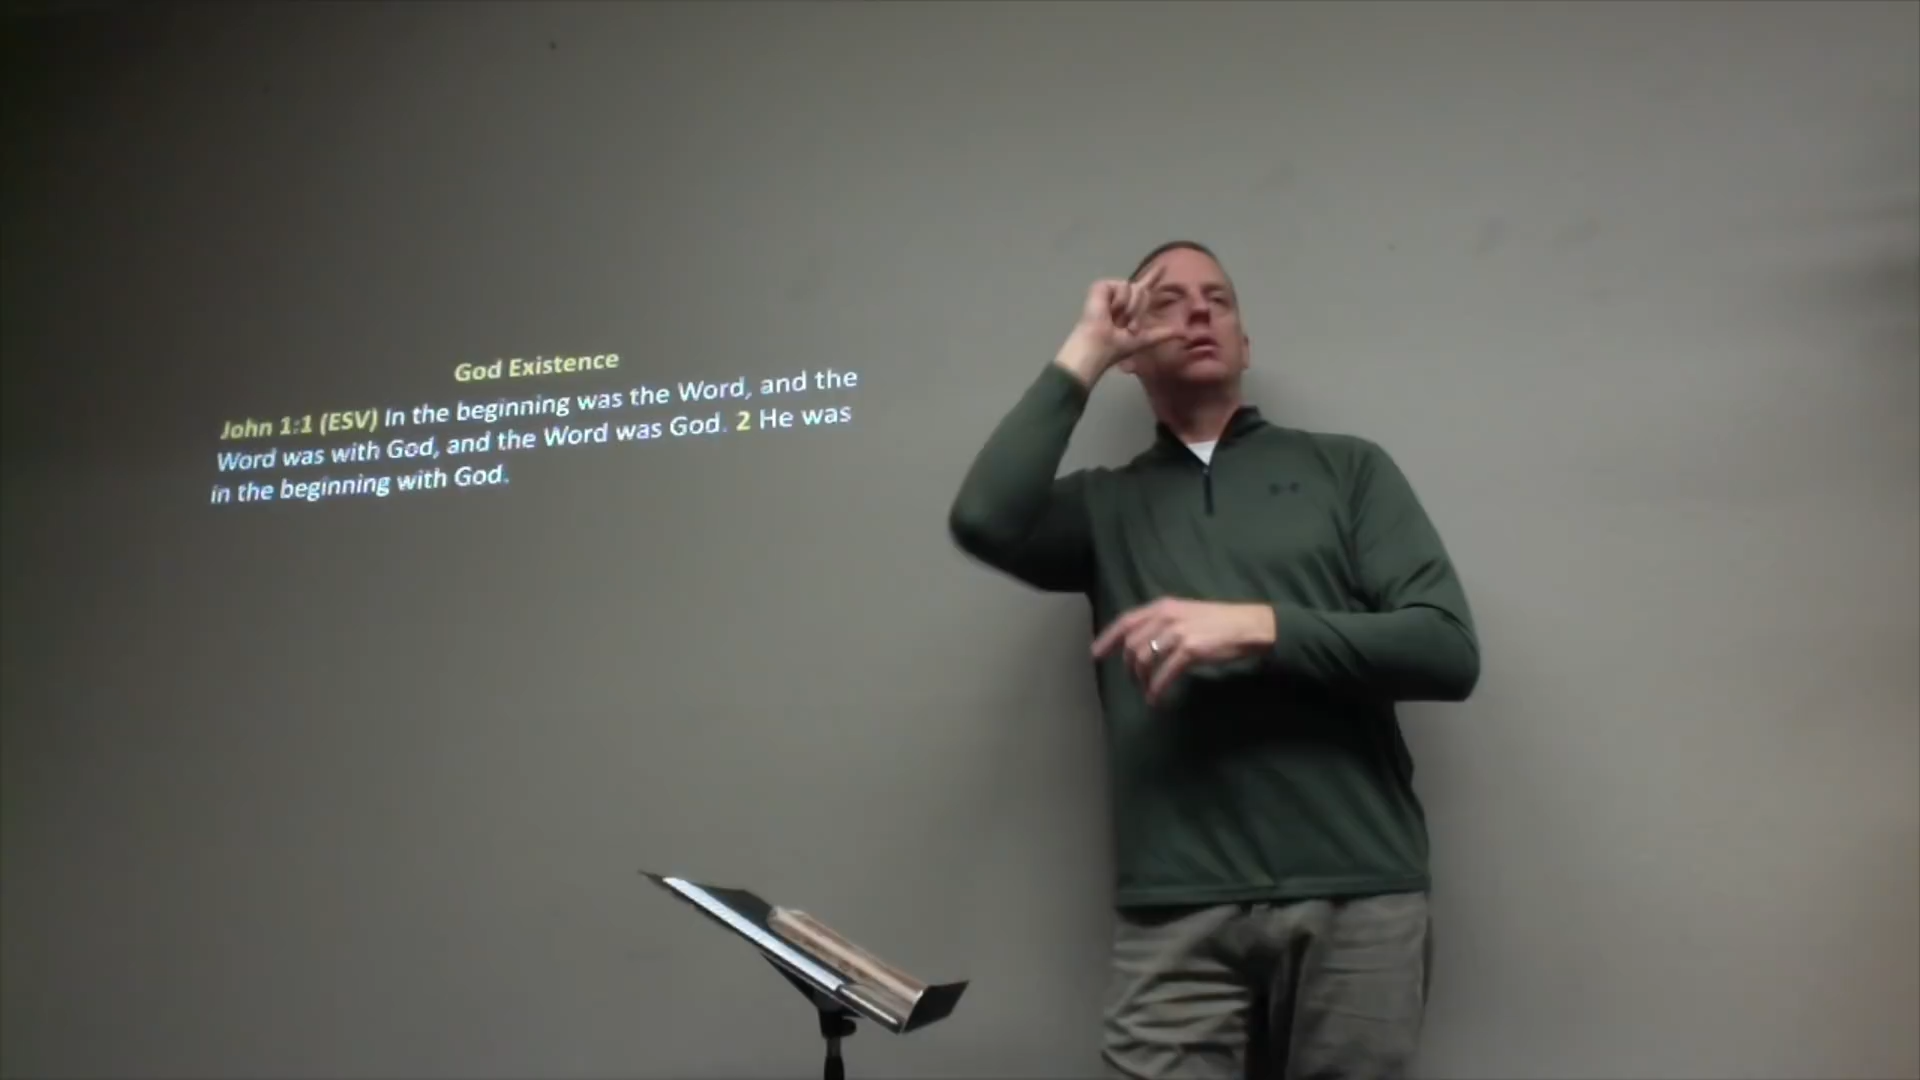 God Existence
John 1:1 (ESV) In the beginning was the Word, and the
Word was with God, and the Word was God. 2 He was
in the beginning with God.